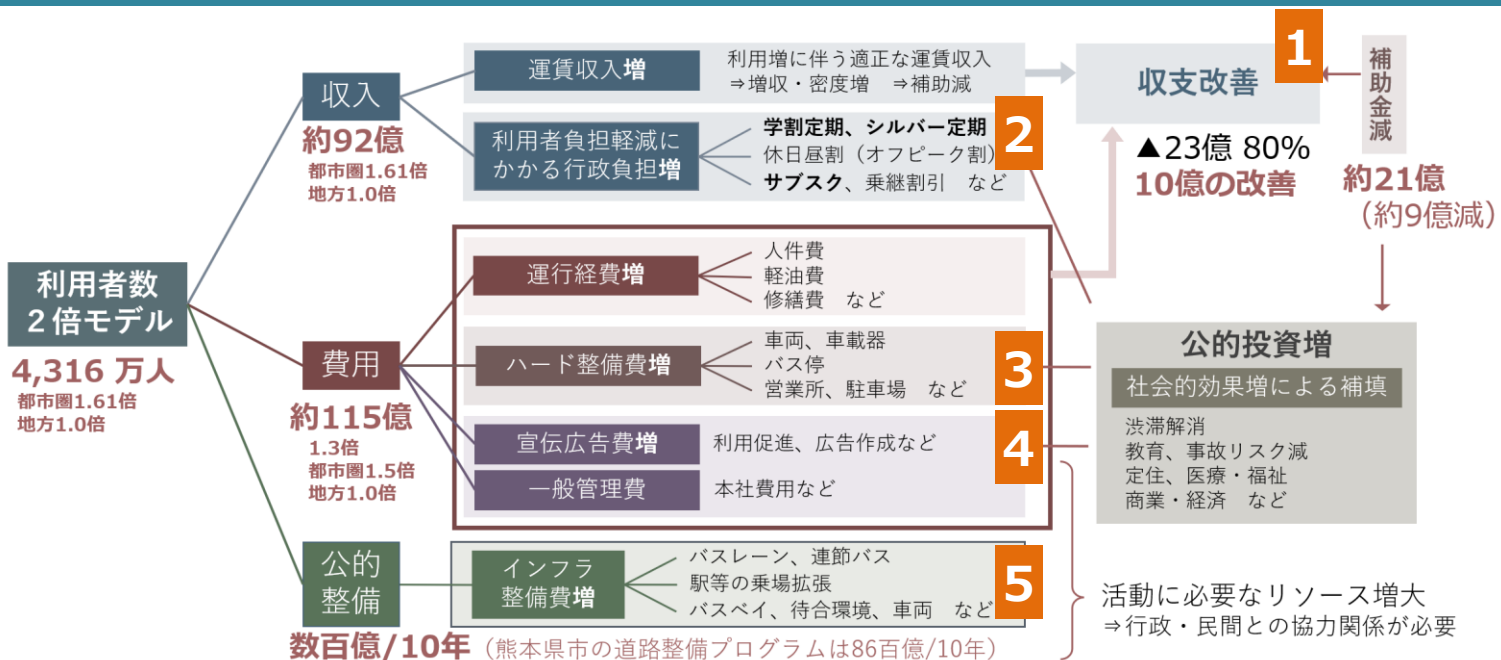 利用者数
２倍モデル
4,316 万人
都市圏1.61倍
地方1.0倍
収入
約92億
都市圏1.61倍
地方1.0倍
運賃収入増
利用増に伴う適正な運賃収入
⇒増収・密度増　⇒補助減
利用者負担軽減に
かかる行政負担増
学割定期、シルバー定期
休日昼割（オフピーク割）
サブスク、乗継割引　など
2
費用
約115億
1.3倍
都市圏1.5倍
地方1.0倍
運行経費増
人件費
軽油費
修繕費　など
ハード整備費増
車両、車載器
バス停
営業所、駐車場　など
3
宣伝広告費増
利用促進、広告作成など
4
一般管理費
本社費用など
公的
整備
数百億/10年（熊本県市の道路整備プログラムは86百億/10年）
インフラ
整備費増
バスレーン、連節バス
駅等の乗場拡張
バスベイ、待合環境、車両　など
5
収支改善
1
▲23億 80%
10億の改善
補助金減
約21億
（約9億減）
公的投資増
社会的効果増による補填
渋滞解消
教育、事故リスク減
定住、医療・福祉
商業・経済　など
活動に必要なリソース増大
⇒行政・民間との協力関係が必要